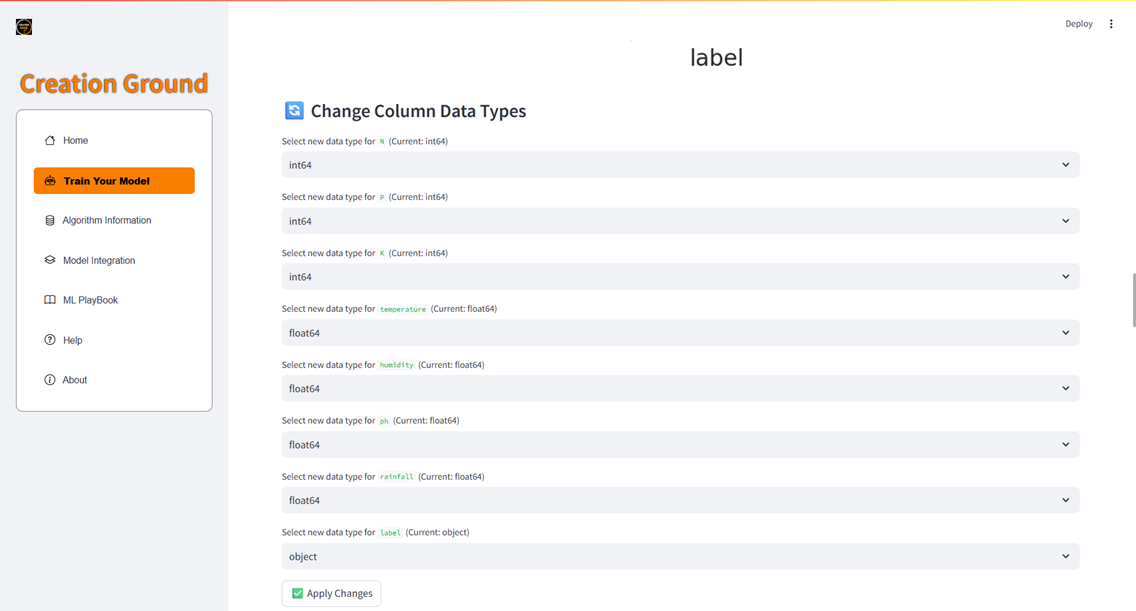 Deploy
label
Creation Ground
Home
Train Your Model
Algorithm Information
Model Integration
ML PlayBook
Help
About
Change Column Data Types
Select new data type for N (Current: int64)
int64
Select new data type for P (Current: int64)
int64
Select new data type for K (Current: int64)
int64
Select new data type for temperature (Current: float64)
float64
Select new data type for humidity (Current: float64)
float64
Select new data type for ph (Current: float64)
float64
Select new data type for rainfall (Current: float64)
float64
Select new data type for label (Current: object)
object
Apply Changes